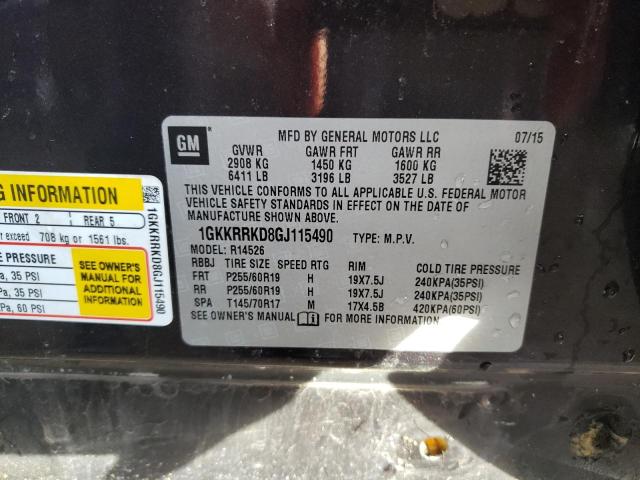 GM
MFD BY GENERAL MOTORS LLC
07/15
GVWR GAWR FRT GAWR RR
2908 KG 1450 KG 1600 KG
6411 LB 3196 LB 3527 LB
THIS VEHICLE CONFORMS TO ALL APPLICABLE U.S. FEDERAL MOTOR
VEHICLE SAFETY STANDARDS IN EFFECT ON THE DATE OF
MANUFACTURE SHOWN ABOVE.
1GKKRRKD8GJ115490 TYPE: M.P.V.
MODEL: R14526
RBBJ TIRE SIZE SPEED RTG RIM COLD TIRE PRESSURE
FRT P255/60R19 H 19X7.5J 240KPA(35PSI)
RR P255/60R19 H 19X7.5J 240KPA(35PSI)
SPA T145/70R17 M 17X4.5B 420KPA(60PSI)
SEE OWNER'S MANUAL FOR MORE INFORMATION
G INFORMATION
FRONT 2 REAR 5
exceed 708 kg or 1561 lbs.
PRESSURE
35 PSI
35 PSI
60 PSI
SEE OWNER'S
MANUAL FOR
ADDITIONAL
INFORMATION
1GKKRRKD8GJ115490